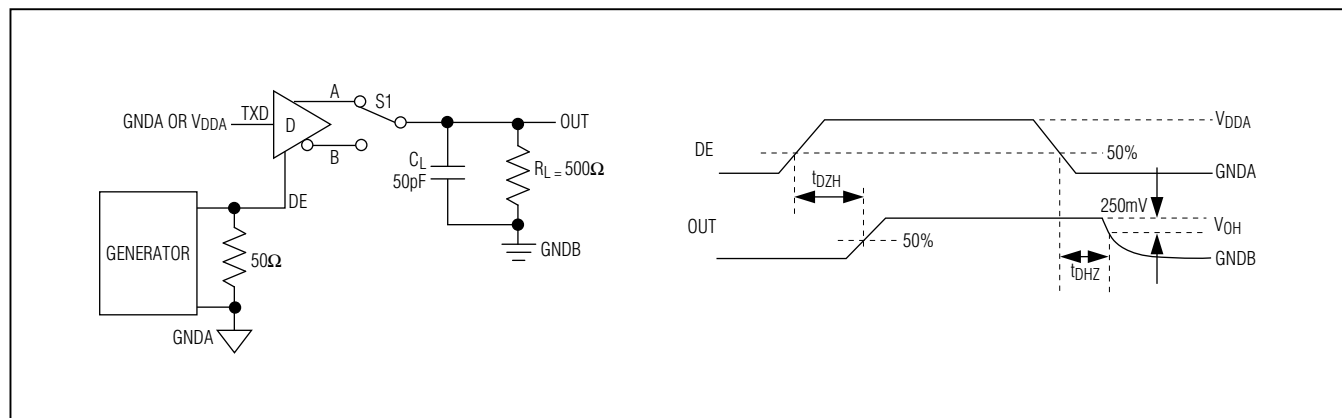 A
S1
TXD
GNDA OR VDDA
D
OUT
B
CL
50pF
RL = 500Ω
DE
GENERATOR
50Ω
GNDB
GNDA
VDDA
DE
50%
GNDA
tDZH
250mV
VOH
OUT
50%
tDHZ
GNDB